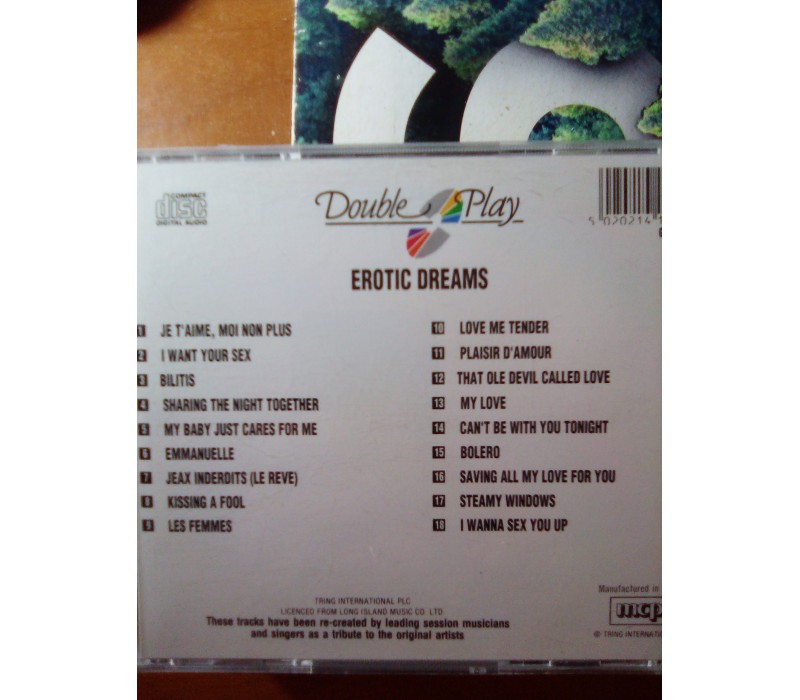 COMPACT
disc
DIGITAL AUDIO
Double Play
5 020214
EROTIC DREAMS
1 JE T'AIME, MOI NON PLUS
2 I WANT YOUR SEX
3 BILITIS
4 SHARING THE NIGHT TOGETHER
5 MY BABY JUST CARES FOR ME
6 EMMANUELLE
7 JEAX INDERDITS (LE REVE)
8 KISSING A FOOL
9 LES FEMMES
10 LOVE ME TENDER
11 PLAISIR D'AMOUR
12 THAT OLE DEVIL CALLED LOVE
13 MY LOVE
14 CAN'T BE WITH YOU TONIGHT
15 BOLERO
16 SAVING ALL MY LOVE FOR YOU
17 STEAMY WINDOWS
18 I WANNA SEX YOU UP
TRING INTERNATIONAL PLC
LICENCED FROM LONG ISLAND MUSIC CO. LTD.
These tracks have been re-created by leading session musicians
and singers as a tribute to the original artists
Manufactured in
mcp
© TRING INTERNATIO